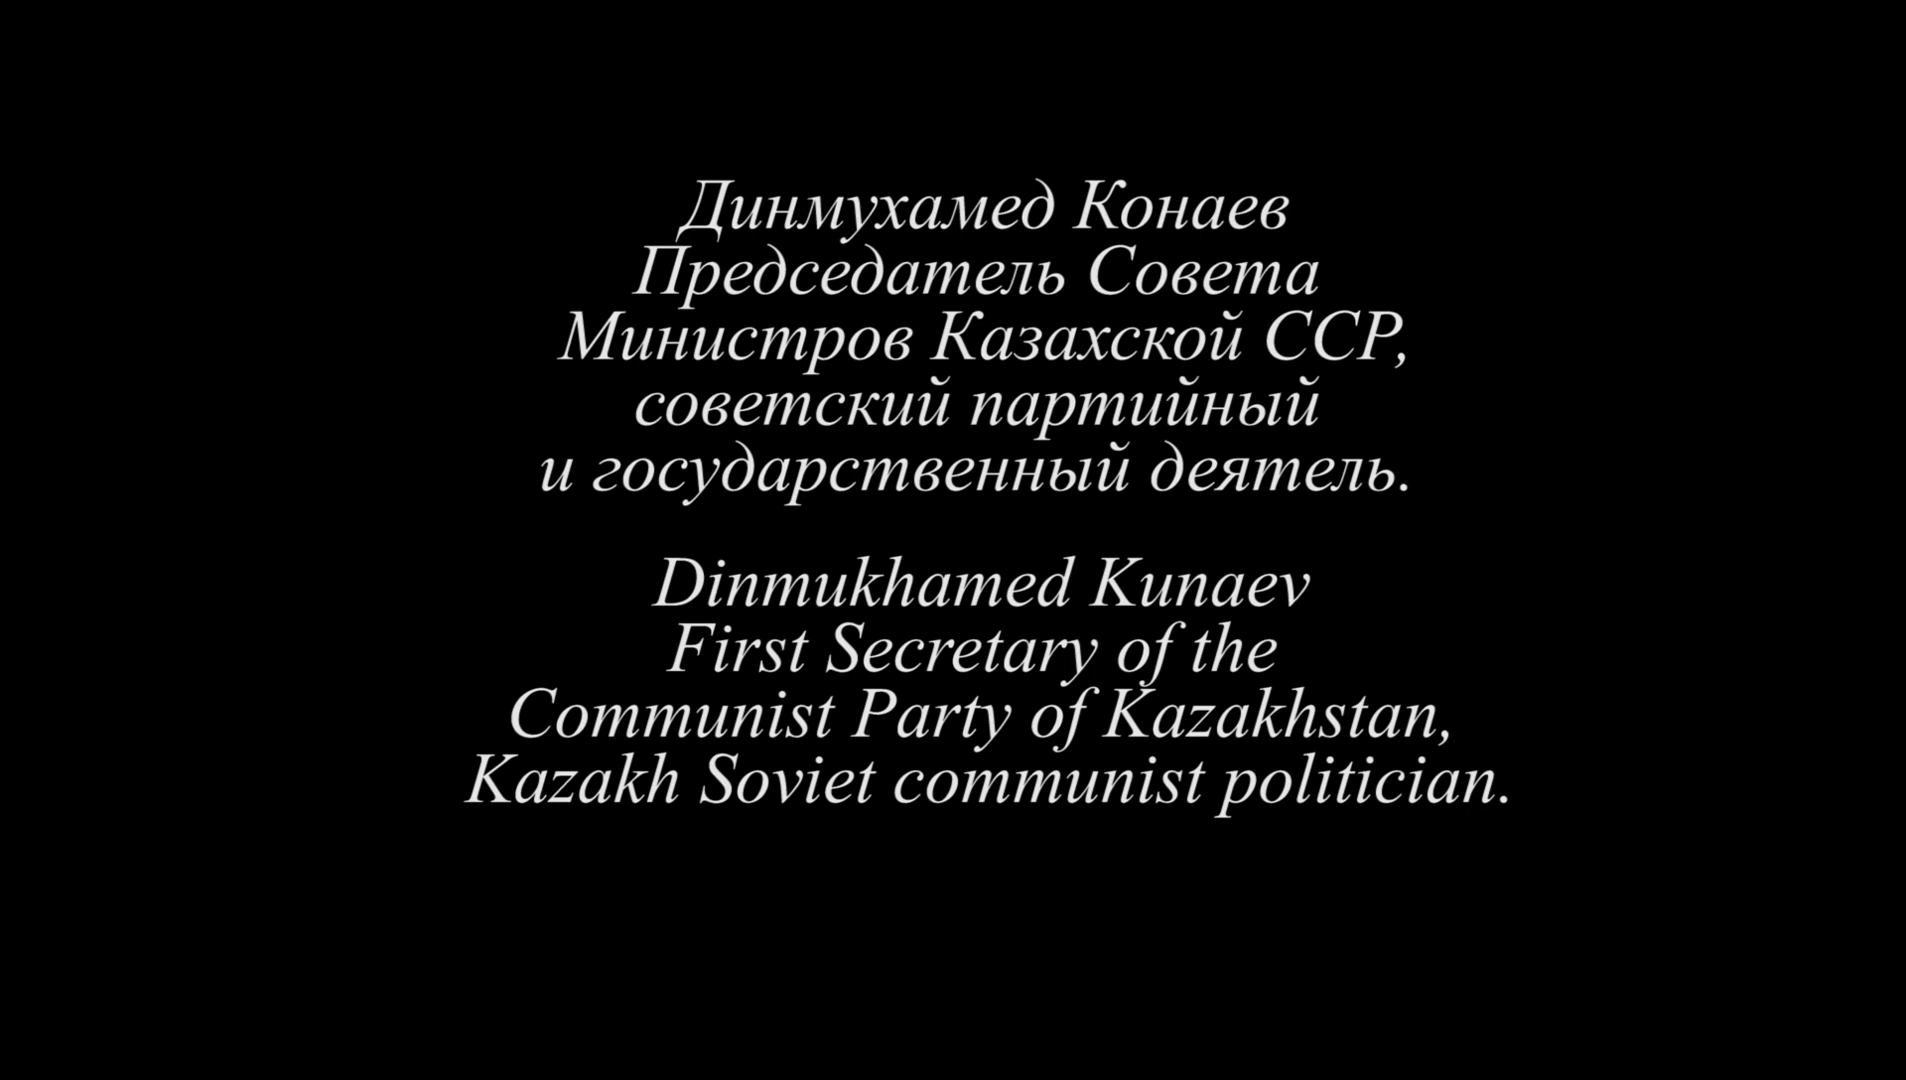 Динмухамед Конаев
Председатель Совета
Министров Казахской ССР,
советский партийный
и государственный деятель.
Dinmukhamed Kunaev
First Secretary of the
Communist Party of Kazakhstan,
Kazakh Soviet communist politician.